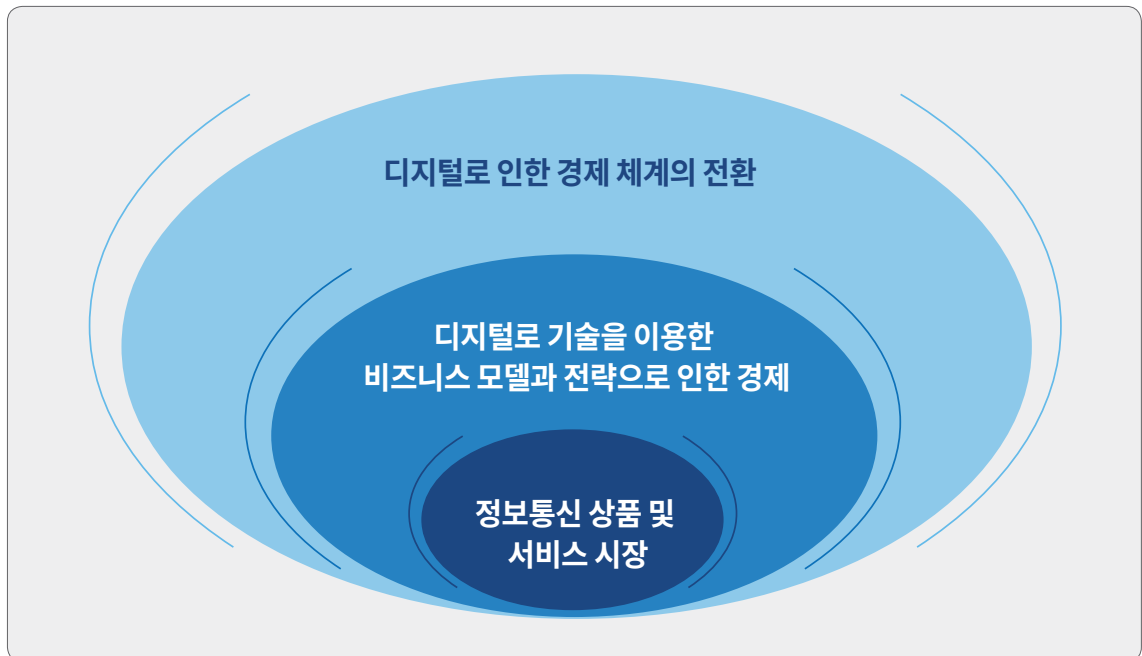 디지털로 인한 경제 체계의 전환
디지털로 기술을 이용한
비즈니스 모델과 전략으로 인한 경제
정보통신 상품 및
서비스 시장